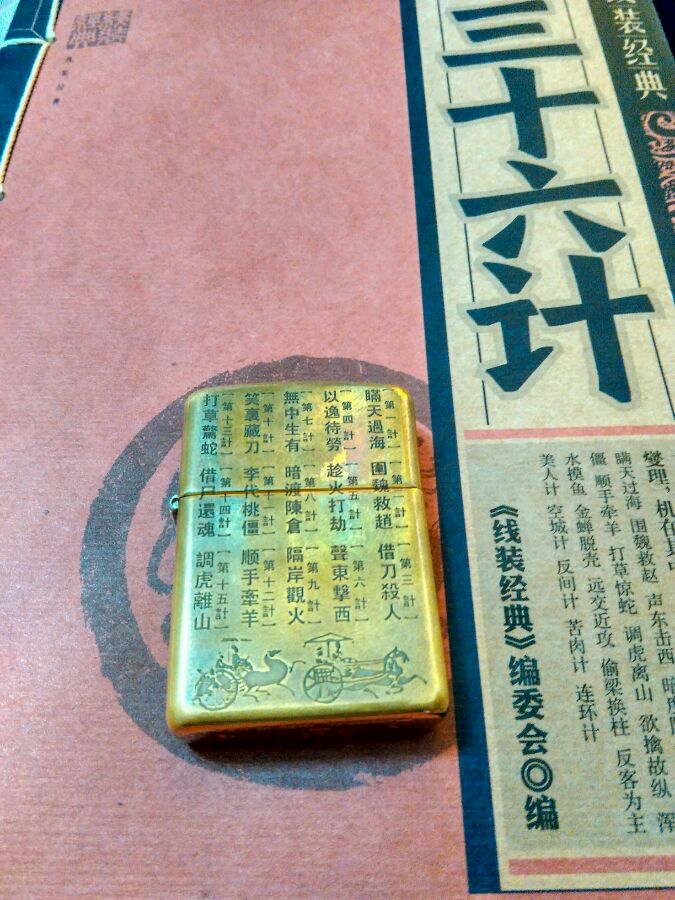 线装经典
三十六计
燮理，机在其中
瞒天过海 围魏救赵 声东击西 暗度
僵 顺手牵羊 打草惊蛇 调虎离山 欲擒故纵 浑
水摸鱼 金蝉脱壳 远交近攻 偷梁换柱 反客为主
美人计 空城计 反间计 苦肉计 连环计
《线装经典》编委会◎编
[第一計] [第二計] [第三計]
瞞天過海 圍魏救趙 借刀殺人
[第四計] [第五計] [第六計]
以逸待勞 趁火打劫 聲東擊西
[第七計] [第八計] [第九計]
無中生有 暗渡陳倉 隔岸觀火
[第十計] [第十一計] [第十二計]
笑裏藏刀 李代桃僵 順手牽羊
[第十三計] [第十四計] [第十五計]
打草驚蛇 借尸還魂 調虎離山